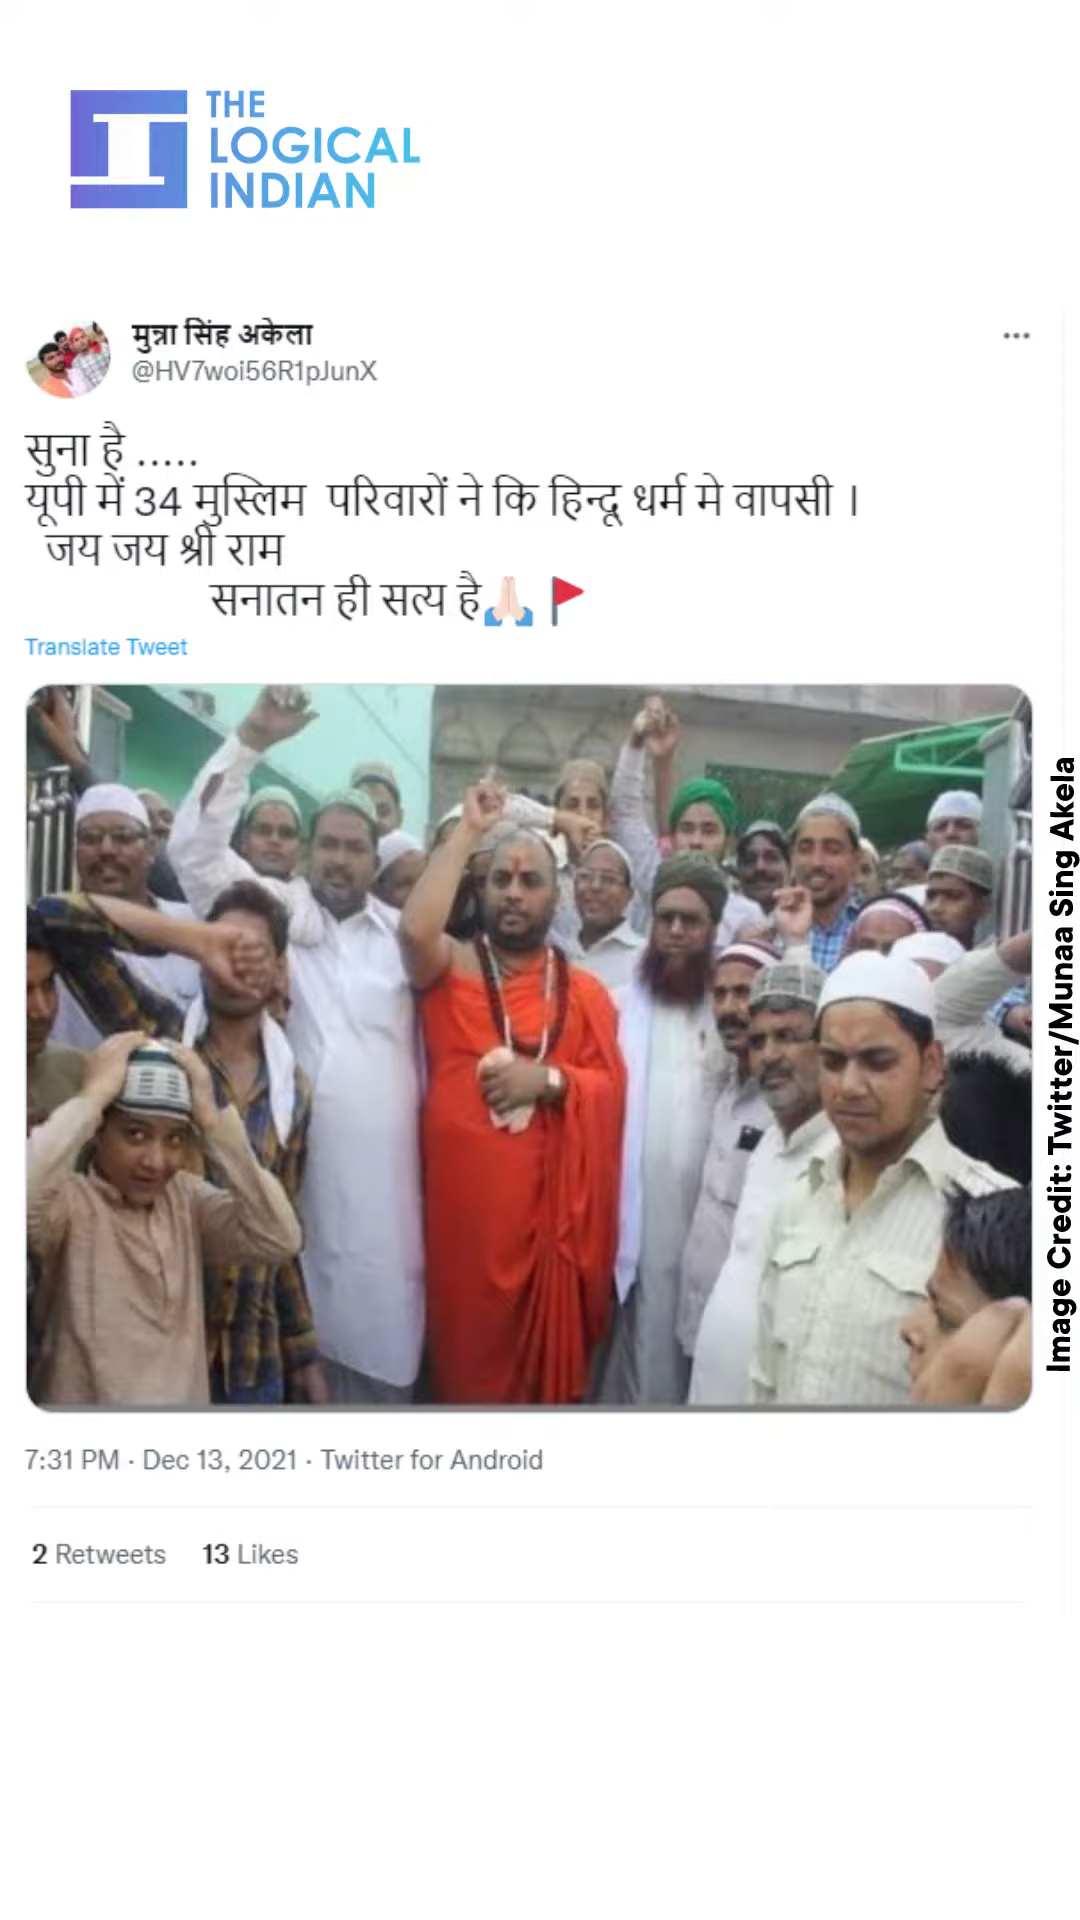 THE
LOGICAL
INDIAN
मुन्ना सिंह अकेला
@HV7woi56R1pJunX
सुना है .....
यूपी में 34 मुस्लिम परिवारों ने कि हिन्दू धर्म मे वापसी ।
जय जय श्री राम
सनातन ही सत्य है🙏🏻🚩
Translate Tweet
Image Credit: Twitter/Munaa Sing Akela
7:31 PM · Dec 13, 2021 · Twitter for Android
2 Retweets 13 Likes